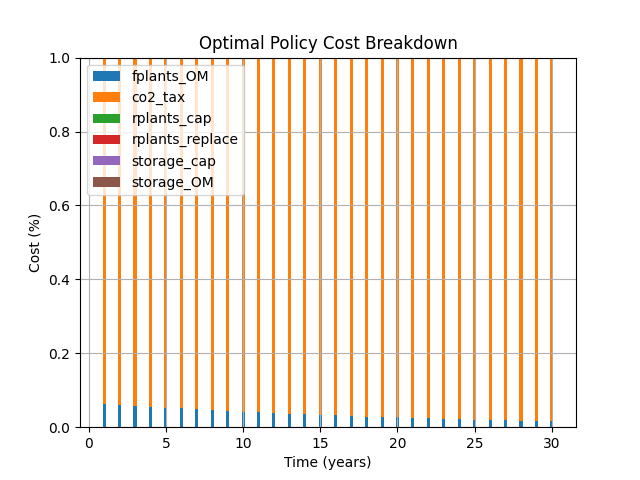 Optimal Policy Cost Breakdown
1.0
0.8
0.6
0.4
0.2
0.0
Cost (%)
fplants_OM
co2_tax
rplants_cap
rplants_replace
storage_cap
storage_OM
0 5 10 15 20 25 30
Time (years)